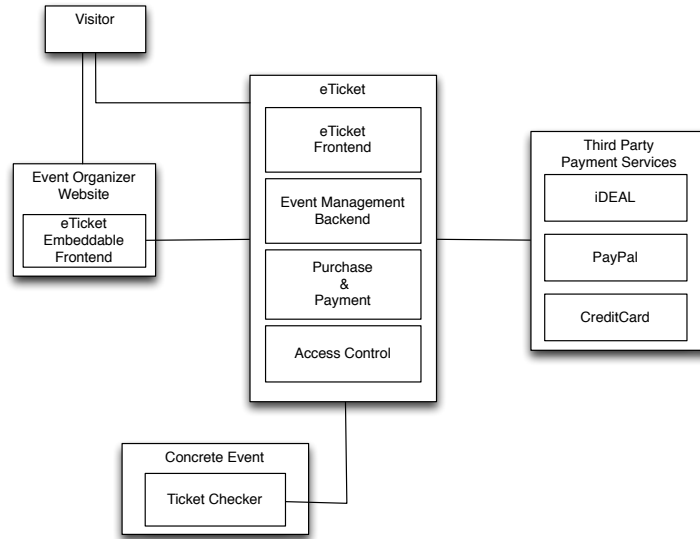 Visitor
eTicket
eTicket
Frontend
Event Management
Backend
Purchase
&
Payment
Access Control
Event Organizer
Website
eTicket
Embeddable
Frontend
Third Party
Payment Services
iDEAL
PayPal
CreditCard
Concrete Event
Ticket Checker